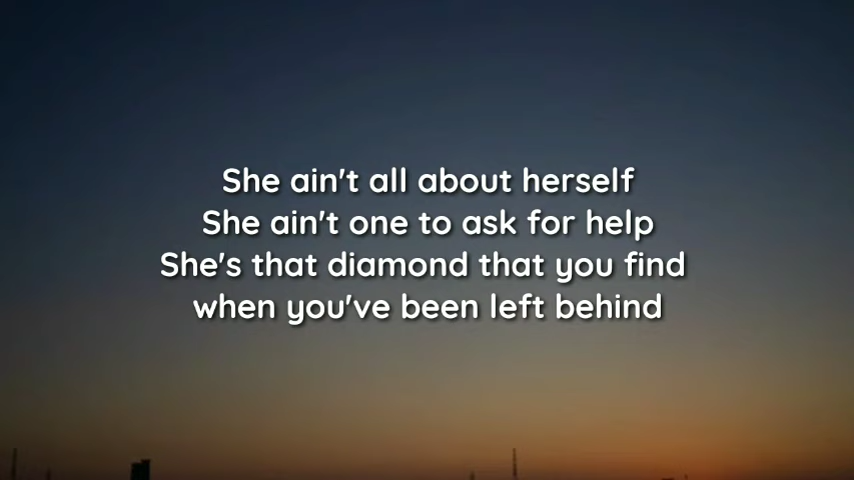 She ain't all about herself
She ain't one to ask for help
She's that diamond that you find
when you've been left behind